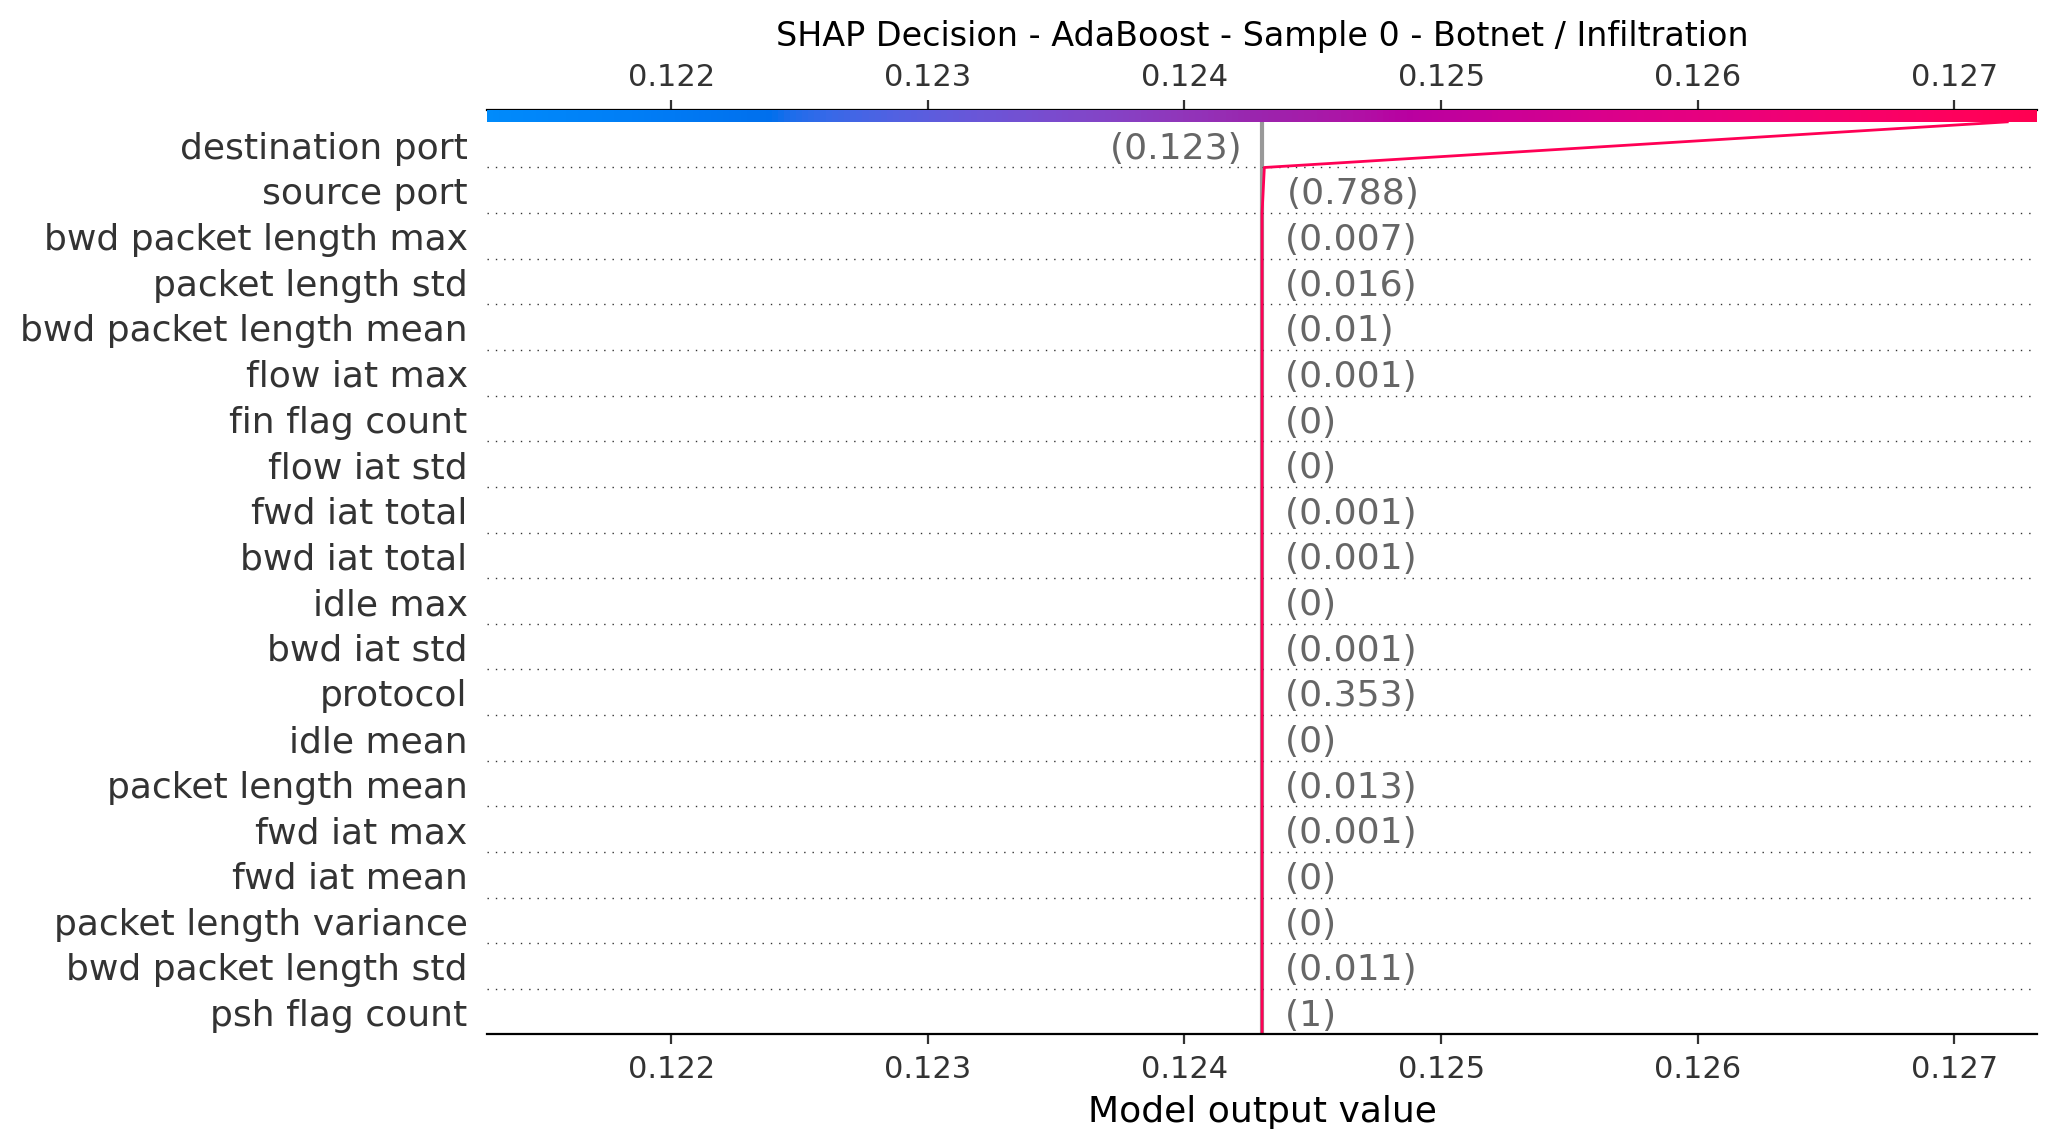 SHAP Decision - AdaBoost - Sample 0 - Botnet / Infiltration
0.122 0.123 0.124 0.125 0.126 0.127
destination port (0.123)
source port (0.788)
bwd packet length max (0.007)
packet length std (0.016)
bwd packet length mean (0.01)
flow iat max (0.001)
fin flag count (0)
flow iat std (0)
fwd iat total (0.001)
bwd iat total (0.001)
idle max (0)
bwd iat std (0.001)
protocol (0.353)
idle mean (0)
packet length mean (0.013)
fwd iat max (0.001)
fwd iat mean (0)
packet length variance (0)
bwd packet length std (0.011)
psh flag count (1)
0.122 0.123 0.124 0.125 0.126 0.127
Model output value